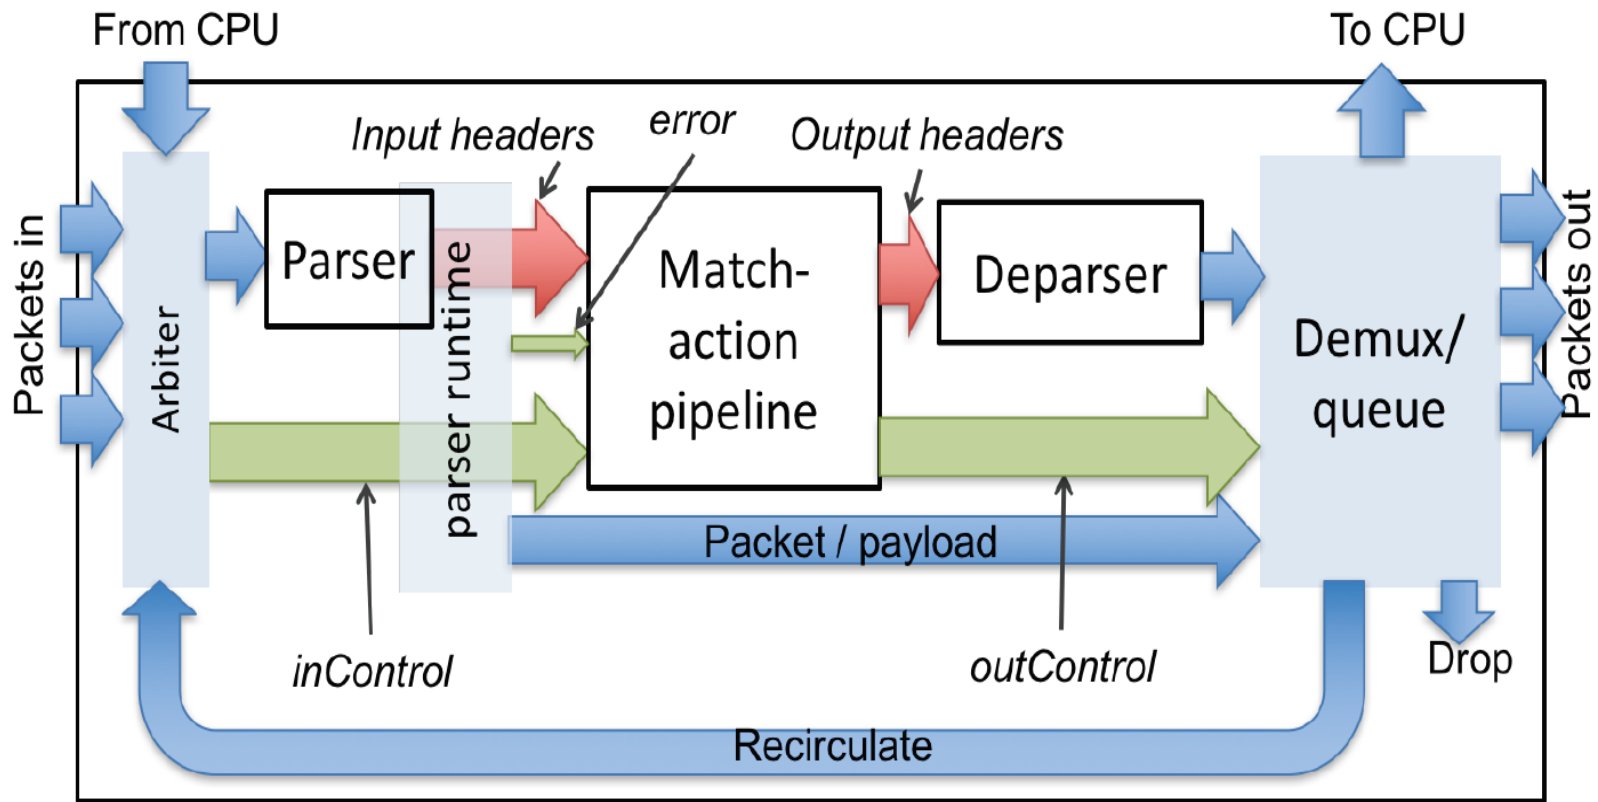 From CPU
To CPU
Input headers
error
Output headers
Packets in
Arbiter
Parser
parser runtime
Match-
action
pipeline
Deparser
Demux/
queue
Packets out
Packet / payload
inControl
outControl
Drop
Recirculate